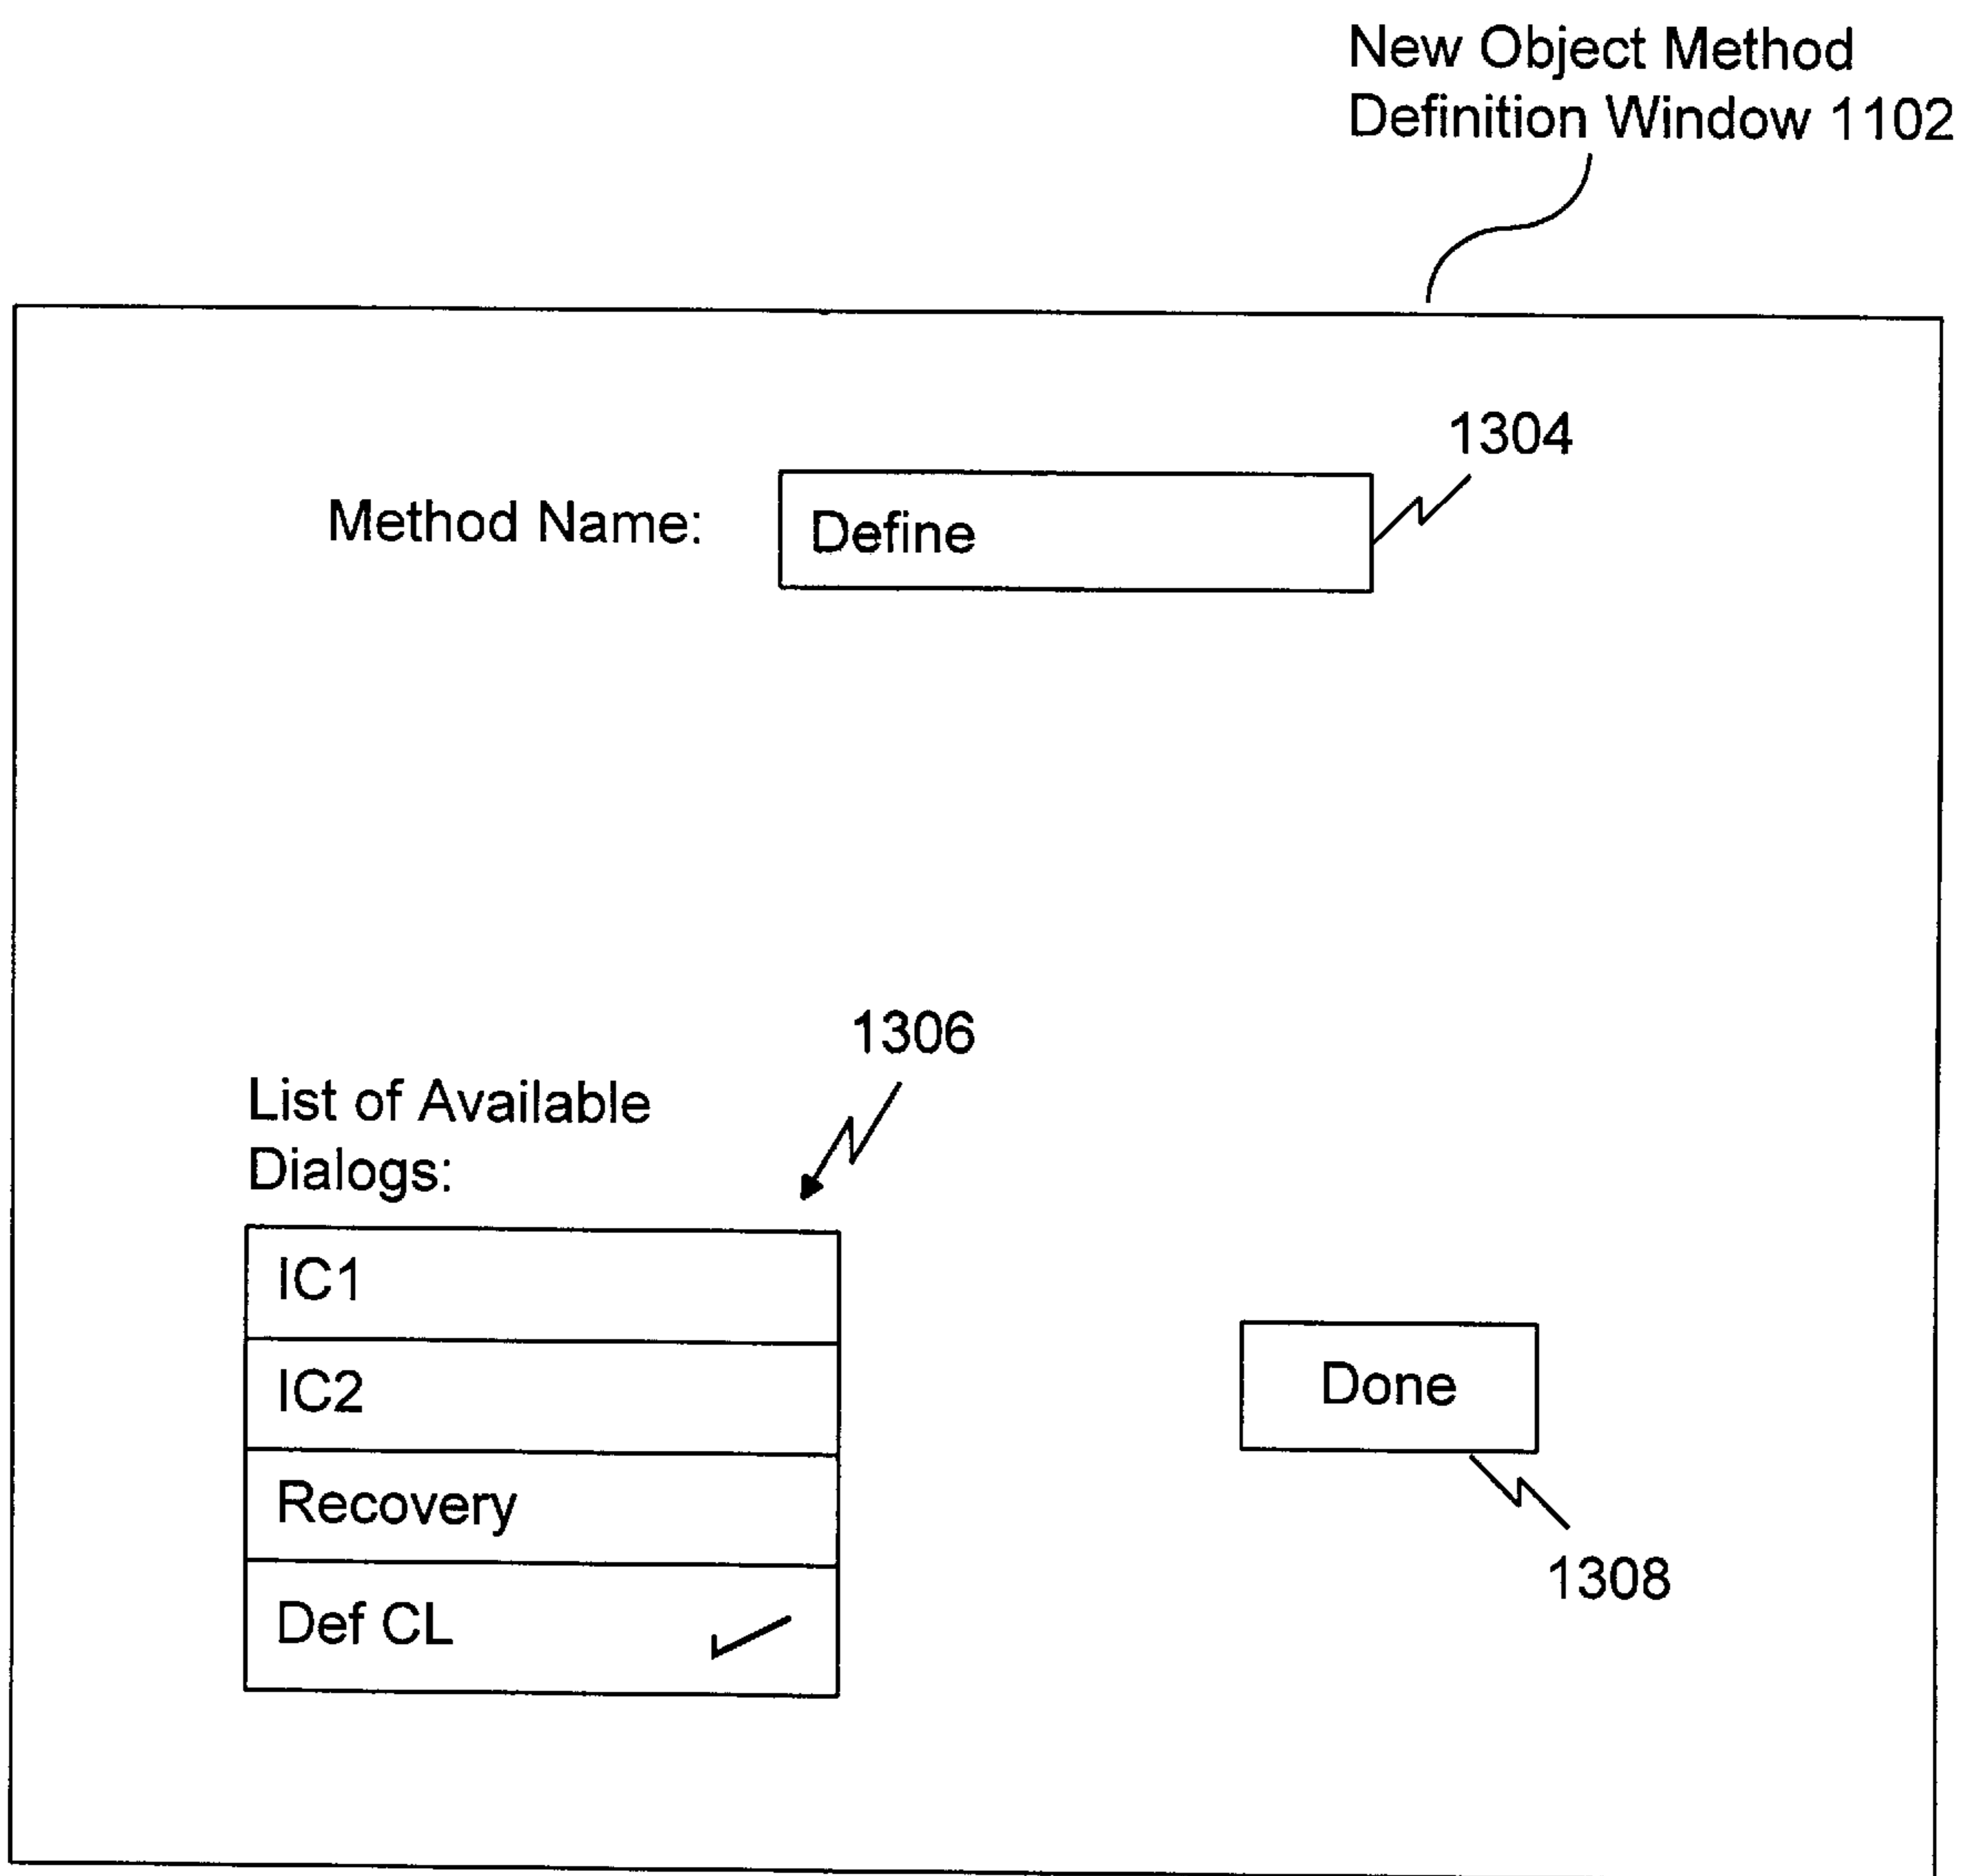 New Object Method
Definition Window 1102
1304
Method Name:
Define
1306
List of Available
Dialogs:
IC1
IC2
Recovery
Def CL
Done
1308